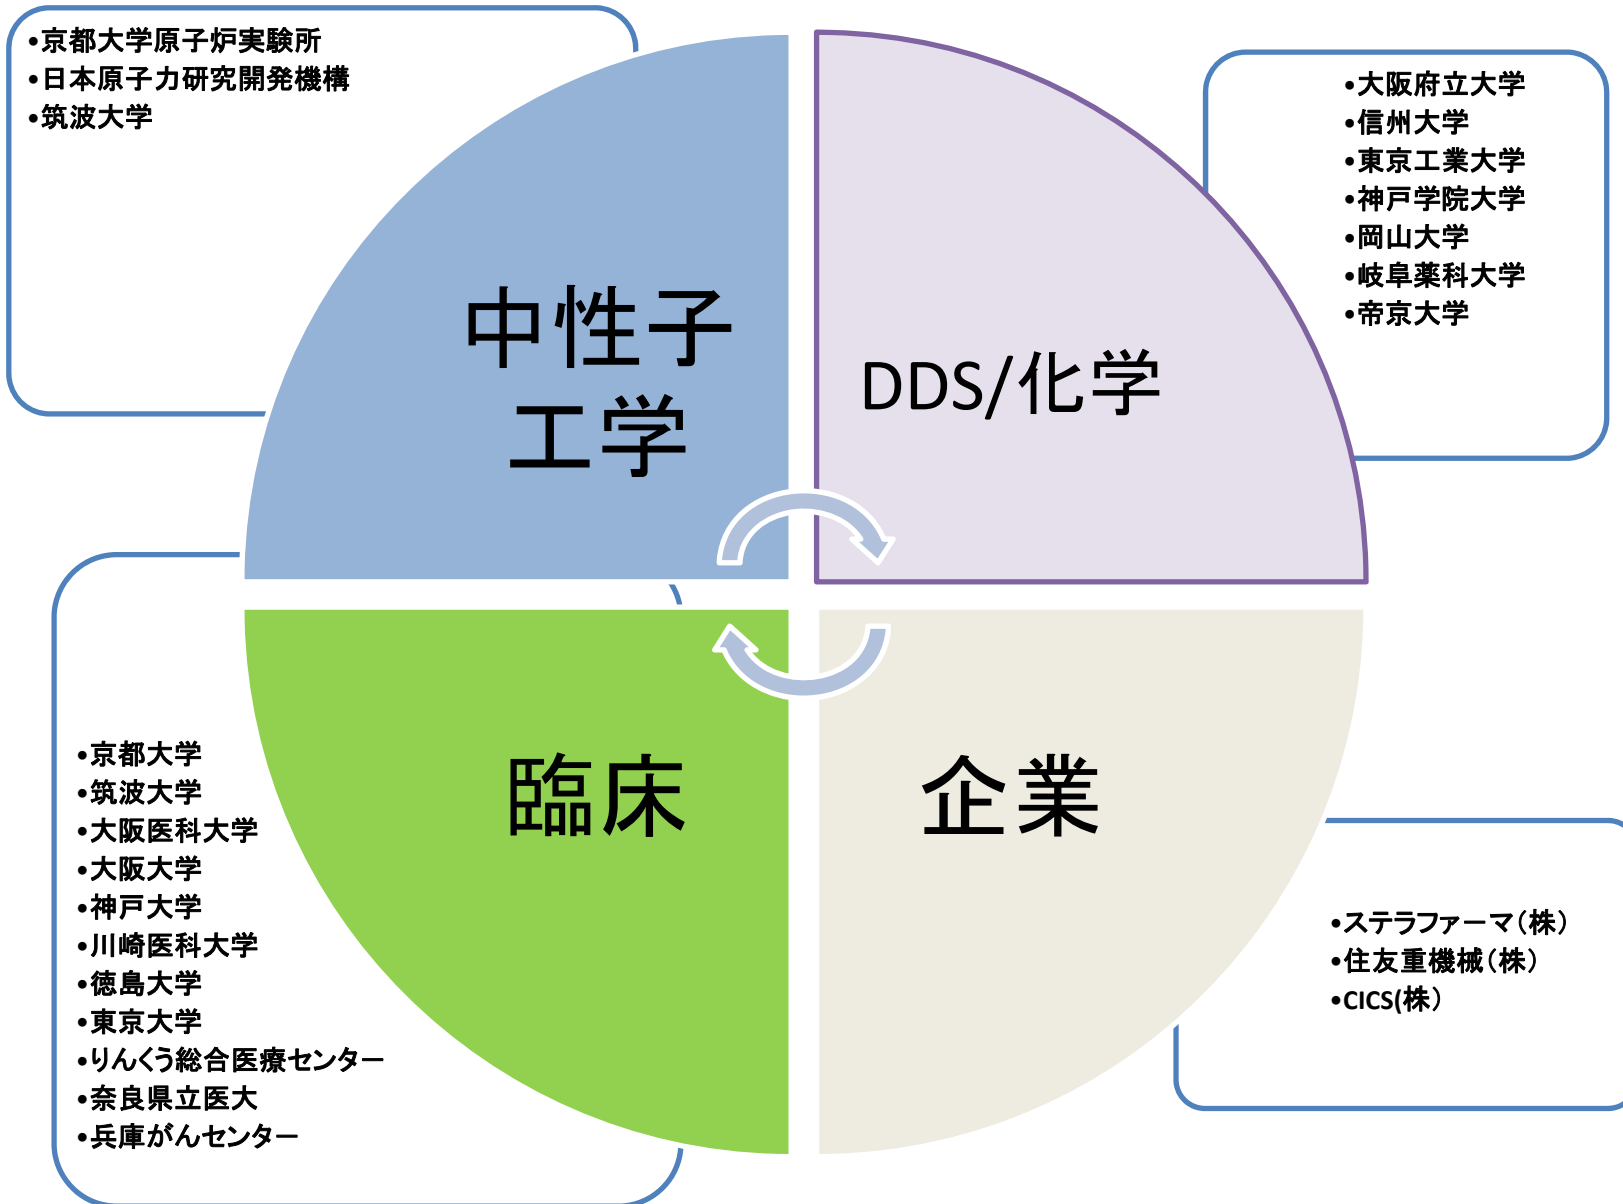 •京都大学原子炉実験所
•日本原子力研究開発機構
•筑波大学
中性子
工学
DDS/化学
•大阪府立大学
•信州大学
•東京工業大学
•神戸学院大学
•岡山大学
•岐阜薬科大学
•帝京大学
臨床
•京都大学
•筑波大学
•大阪医科大学
•大阪大学
•神戸大学
•川崎医科大学
•徳島大学
•東京大学
•りんくう総合医療センター
•奈良県立医大
•兵庫がんセンター
企業
•ステラファーマ（株）
•住友重機械（株）
•CICS(株）